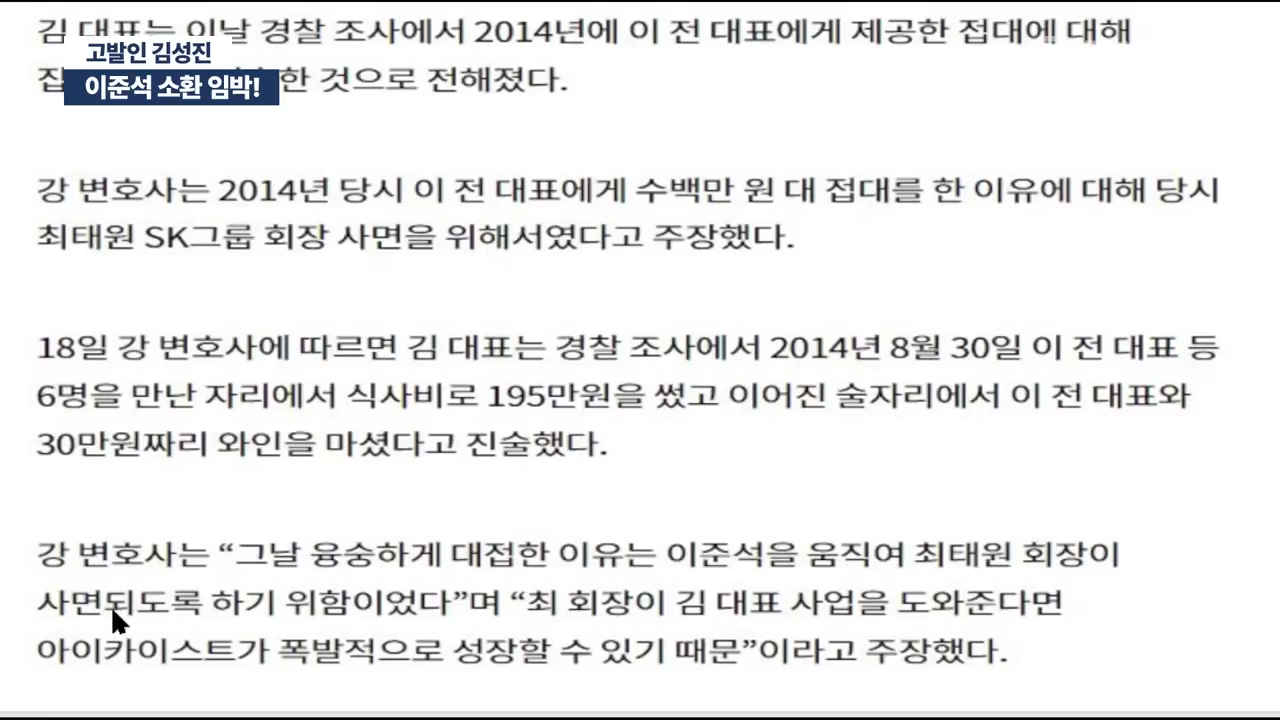 김 대표는 이날 경찰 조사에서 2014년에 이 전 대표에게 제공한 접대에 대해
고발인 김성진
이준석 소환 임박!
한 것으로 전해졌다.
강 변호사는 2014년 당시 이 전 대표에게 수백만 원 대 접대를 한 이유에 대해 당시
최태원 SK그룹 회장 사면을 위해서였다고 주장했다.
18일 강 변호사에 따르면 김 대표는 경찰 조사에서 2014년 8월 30일 이 전 대표 등
6명을 만난 자리에서 식사비로 195만원을 썼고 이어진 술자리에서 이 전 대표와
30만원짜리 와인을 마셨다고 진술했다.
강 변호사는 “그날 융숭하게 대접한 이유는 이준석을 움직여 최태원 회장이
사면되도록 하기 위함이었다”며 “최 회장이 김 대표 사업을 도와준다면
아이카이스트가 폭발적으로 성장할 수 있기 때문”이라고 주장했다.